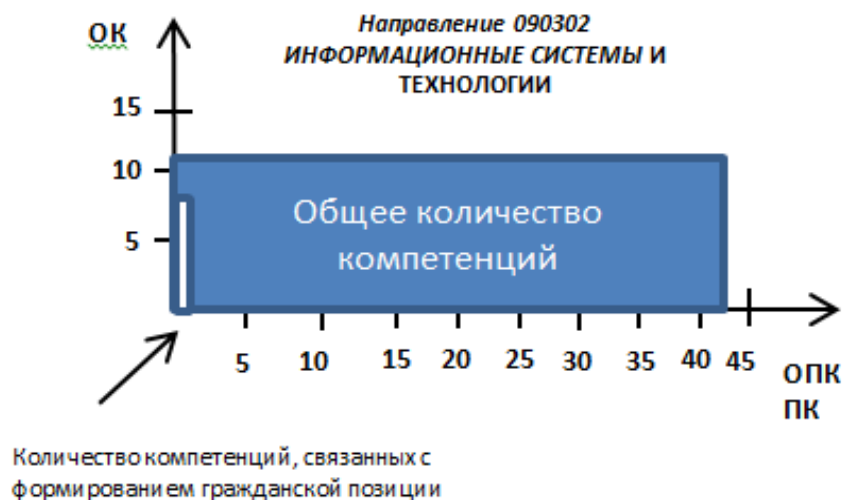 Направление 090302
ОК
ИНФОРМАЦИОННЫЕ СИСТЕМЫ И
ТЕХНОЛОГИИ
15
10
5
Общее количество
компетенций
5 10 15 20 25 30 35 40 45
ОПК
ПК
Количество компетенций, связанных с
формированием гражданской позиции